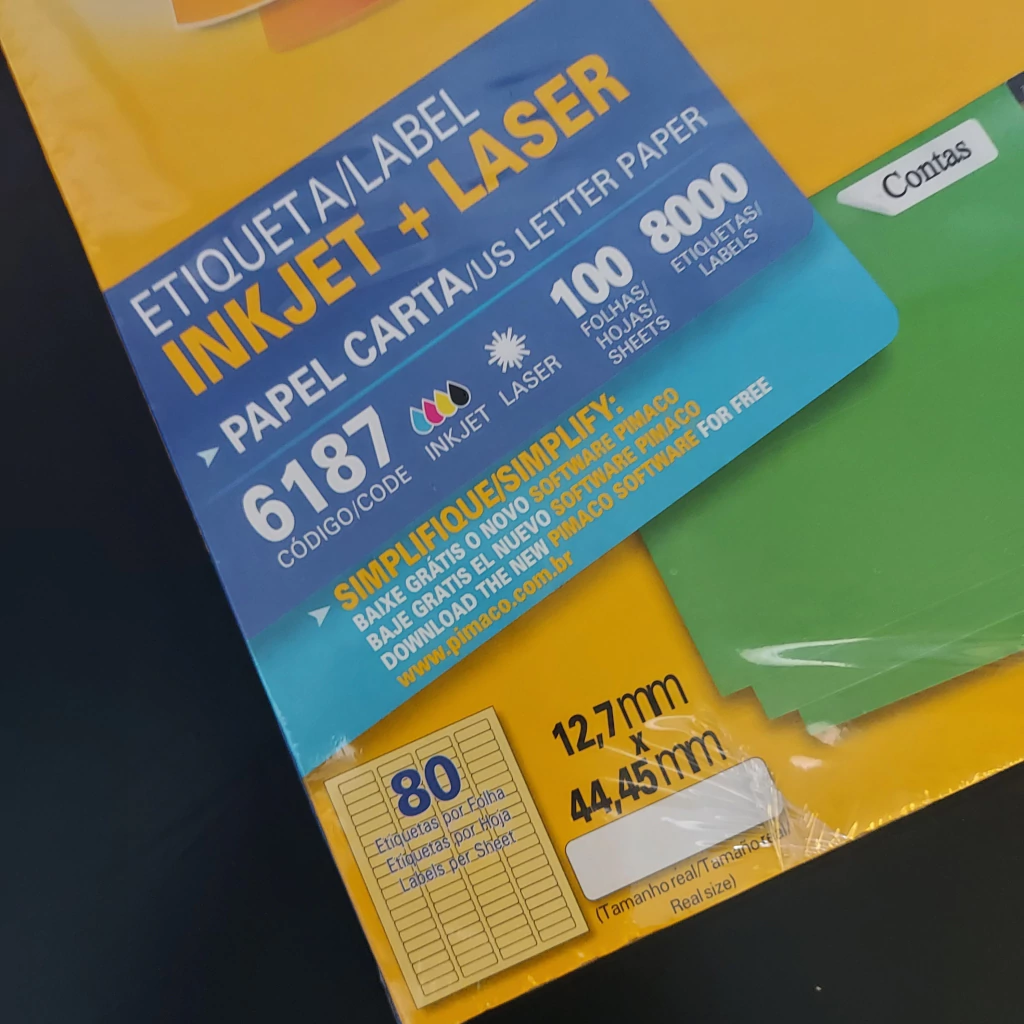 ETIQUETA/LABEL
INKJET + LASER
PAPEL CARTA/US LETTER PAPER
6187
CÓDIGO/CODE
INKJET
LASER
100
FOLHAS/
HOJAS/
SHEETS
8000
ETIQUETAS/
LABELS
SIMPLIFIQUE/SIMPLIFY:
BAIXE GRÁTIS O NOVO SOFTWARE PIMACO
BAJE GRATIS EL NUEVO SOFTWARE PIMACO
DOWNLOAD THE NEW PIMACO SOFTWARE FOR FREE
www.pimaco.com.br
Contas
80
Etiquetas por Folha
Etiquetas por Hoja
Labels per Sheet
12,7mm
x
44,45mm
(Tamanho real/Tamaño real/
Real size)